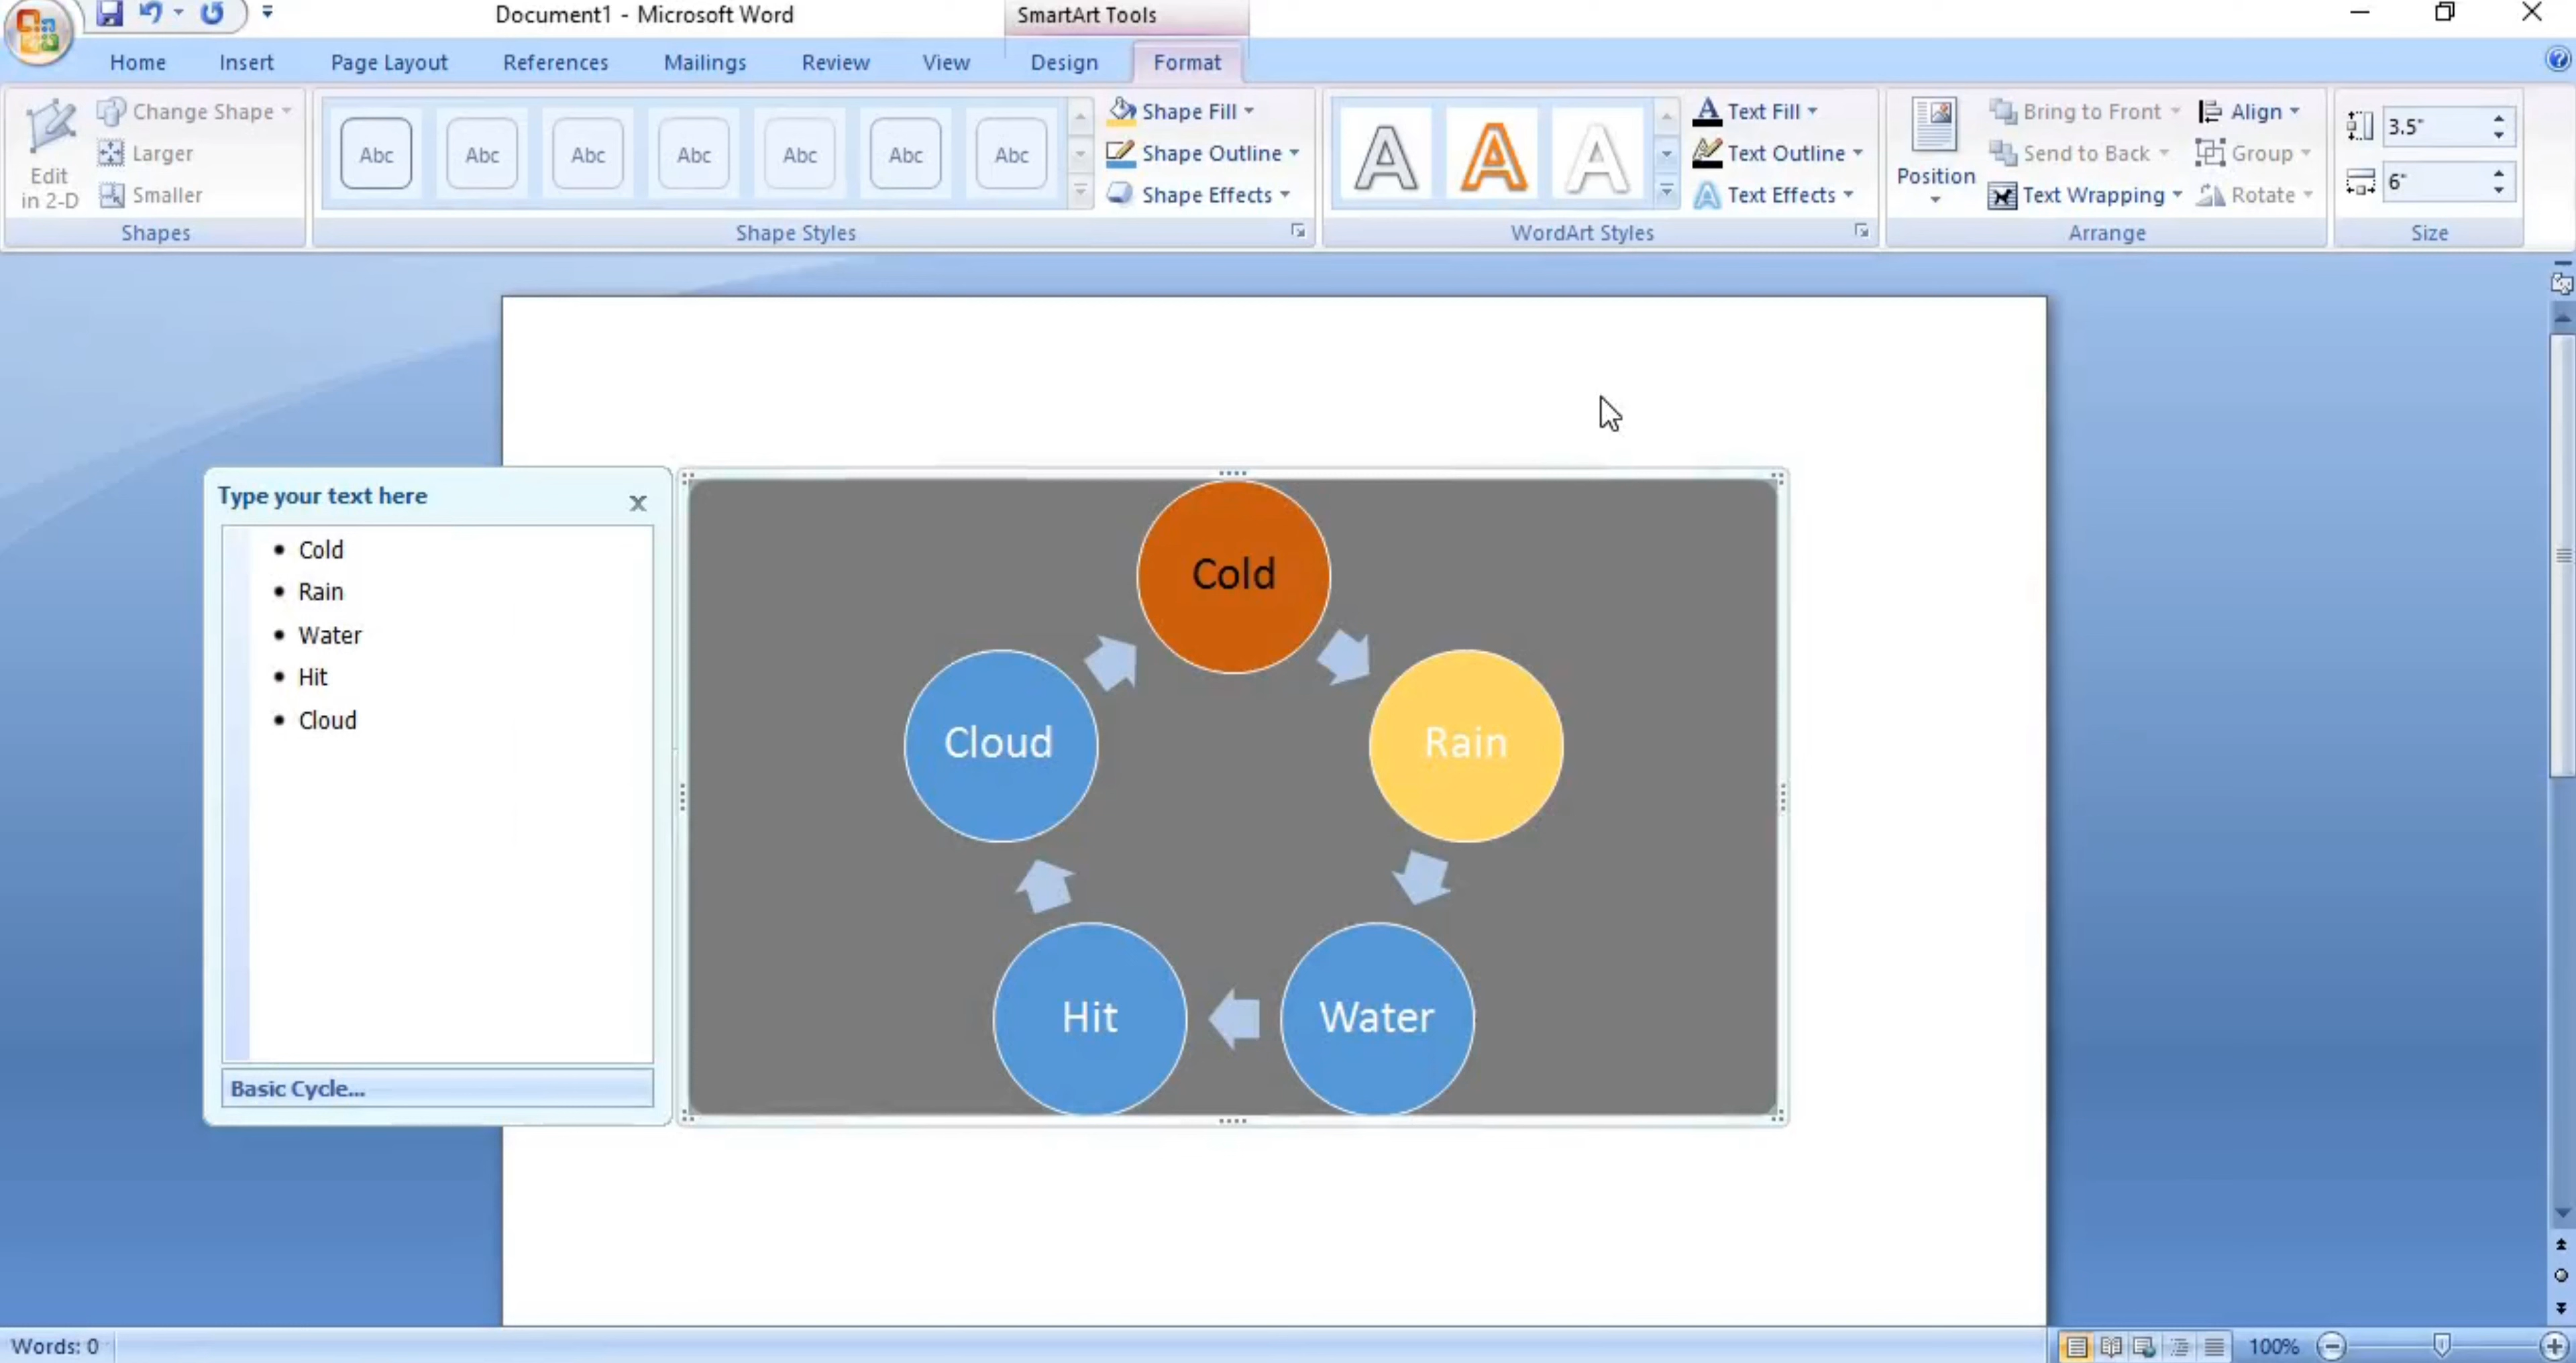 Document1 - Microsoft Word
SmartArt Tools
Home Insert Page Layout References Mailings Review View Design Format
Edit in 2-D
Change Shape
Larger
Smaller
Shapes
Abc Abc Abc Abc Abc Abc Abc
Shape Fill
Shape Outline
Shape Effects
Shape Styles
A A A
Text Fill
Text Outline
Text Effects
WordArt Styles
Position
Bring to Front
Send to Back
Text Wrapping
Align
Group
Rotate
Arrange
3.5"
6"
Size
Type your text here
x
• Cold
• Rain
• Water
• Hit
• Cloud
Basic Cycle...
Cold
Cloud
Rain
Hit
Water
Words: 0
100%